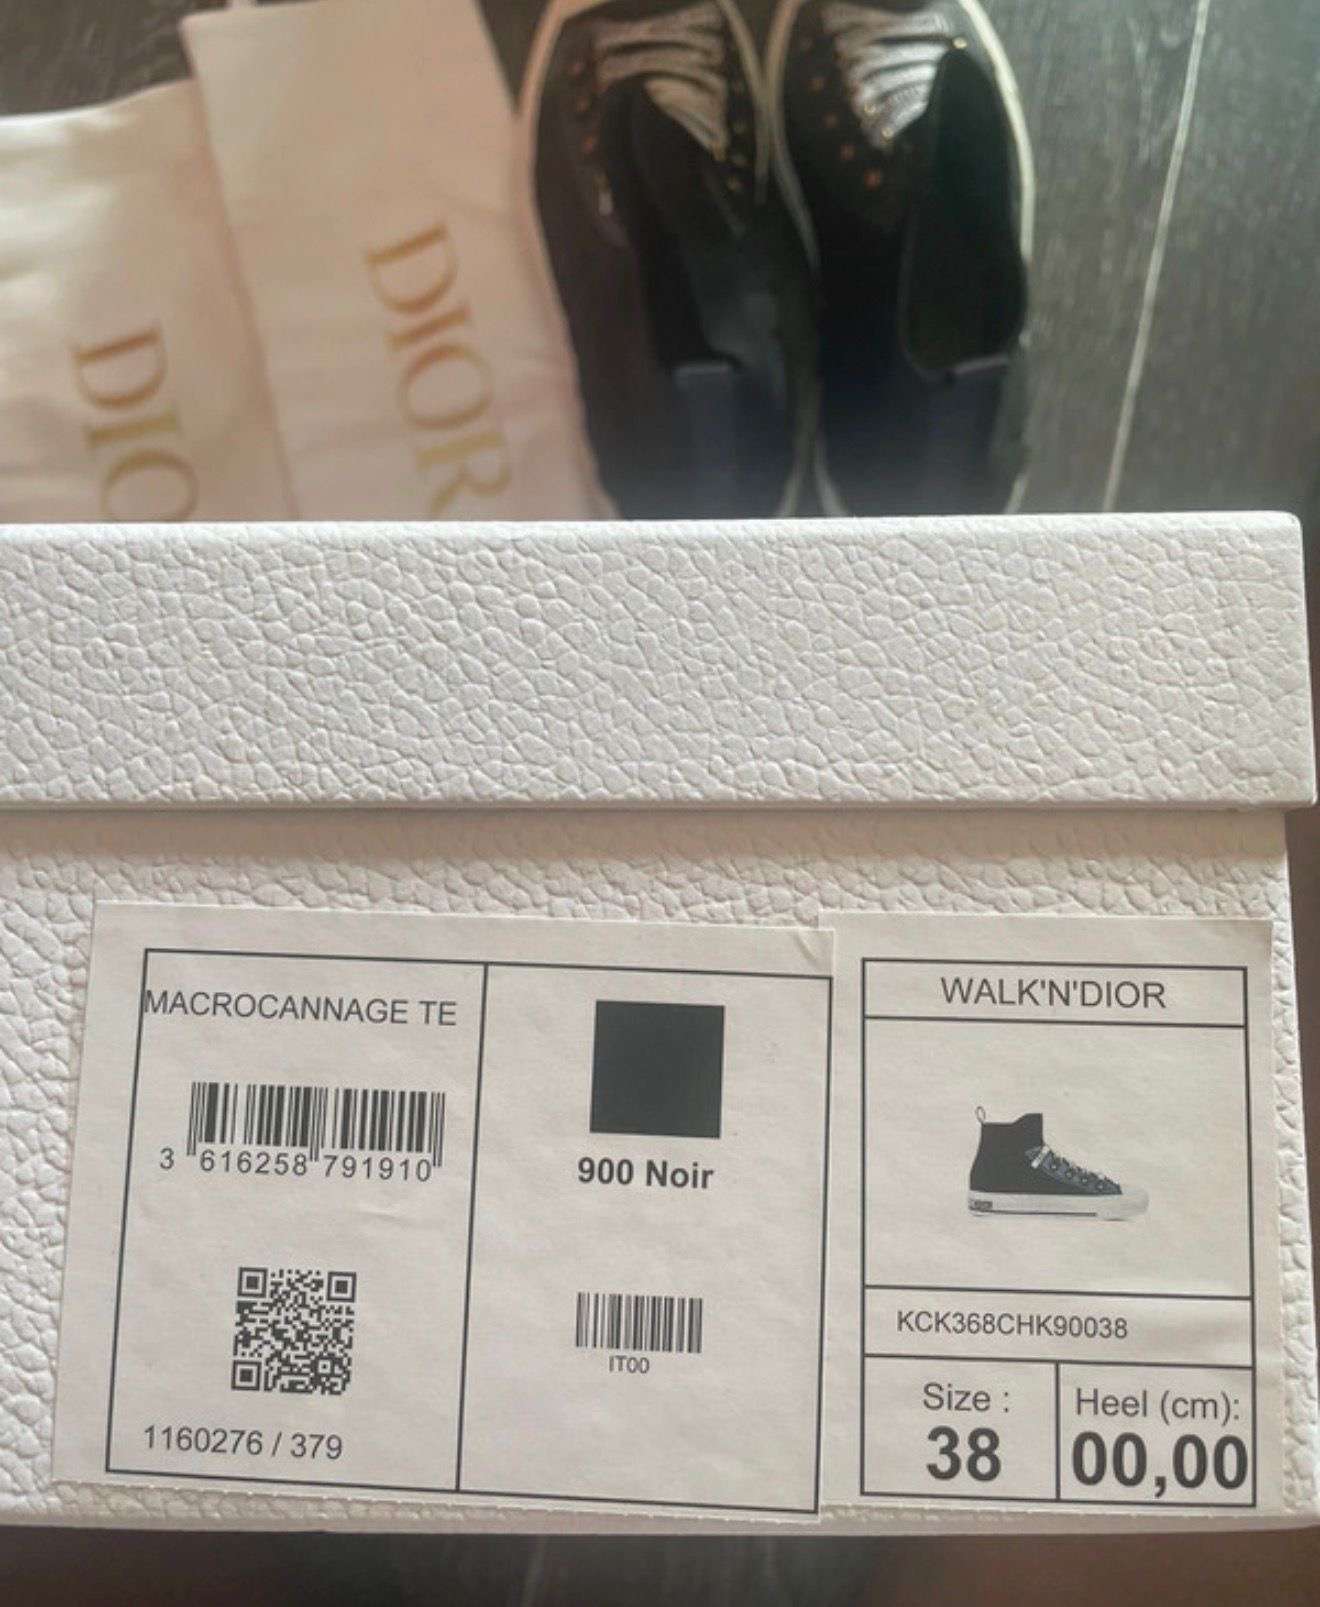 DIO
DIOR
MACROCANNAGE TE
3 616258 791910
1160276 / 379
900 Noir
IT00
WALK'N'DIOR
KCK368CHK90038
Size :
38
Heel (cm):
00,00